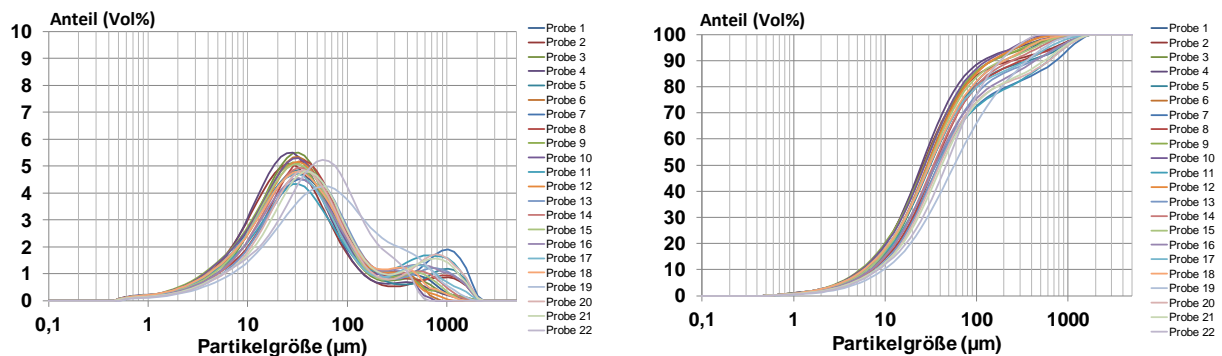 Anteil (Vol%)
10
9
8
7
6
5
4
3
2
1
0
0,1 1 10 100 1000
Partikelgröße (µm)
Probe 1
Probe 2
Probe 3
Probe 4
Probe 5
Probe 6
Probe 7
Probe 8
Probe 9
Probe 10
Probe 11
Probe 12
Probe 13
Probe 14
Probe 15
Probe 16
Probe 17
Probe 18
Probe 19
Probe 20
Probe 21
Probe 22
Anteil (Vol%)
100
90
80
70
60
50
40
30
20
10
0
0,1 1 10 100 1000
Partikelgröße (µm)
Probe 1
Probe 2
Probe 3
Probe 4
Probe 5
Probe 6
Probe 7
Probe 8
Probe 9
Probe 10
Probe 11
Probe 12
Probe 13
Probe 14
Probe 15
Probe 16
Probe 17
Probe 18
Probe 19
Probe 20
Probe 21
Probe 22